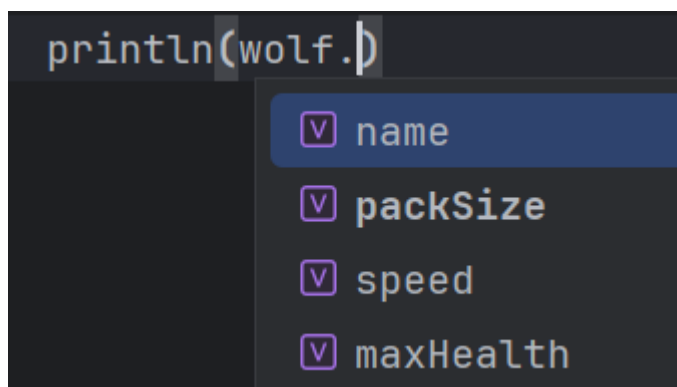 println(wolf.)
V name
V packSize
V speed
V maxHealth